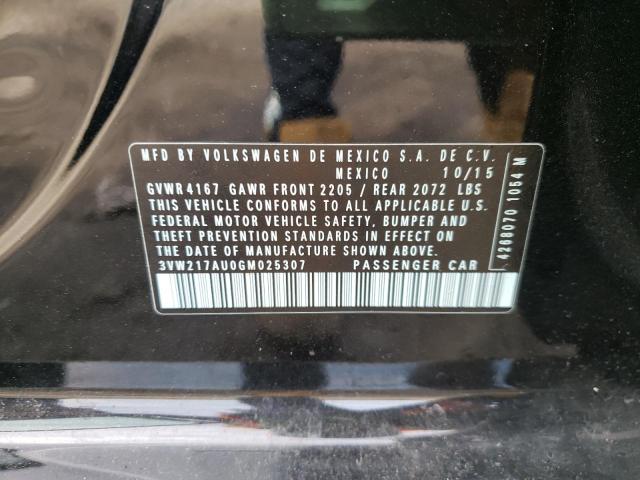 MFD BY VOLKSWAGEN DE MEXICO S.A. DE C.V.
MEXICO 10/15
GVWR 4167 GAWR FRONT 2205 / REAR 2072 LBS
THIS VEHICLE CONFORMS TO ALL APPLICABLE U.S.
FEDERAL MOTOR VEHICLE SAFETY, BUMPER AND
THEFT PREVENTION STANDARDS IN EFFECT ON
THE DATE OF MANUFACTURE SHOWN ABOVE.
3VW217AU0GM025307 PASSENGER CAR
4268070 1054 M